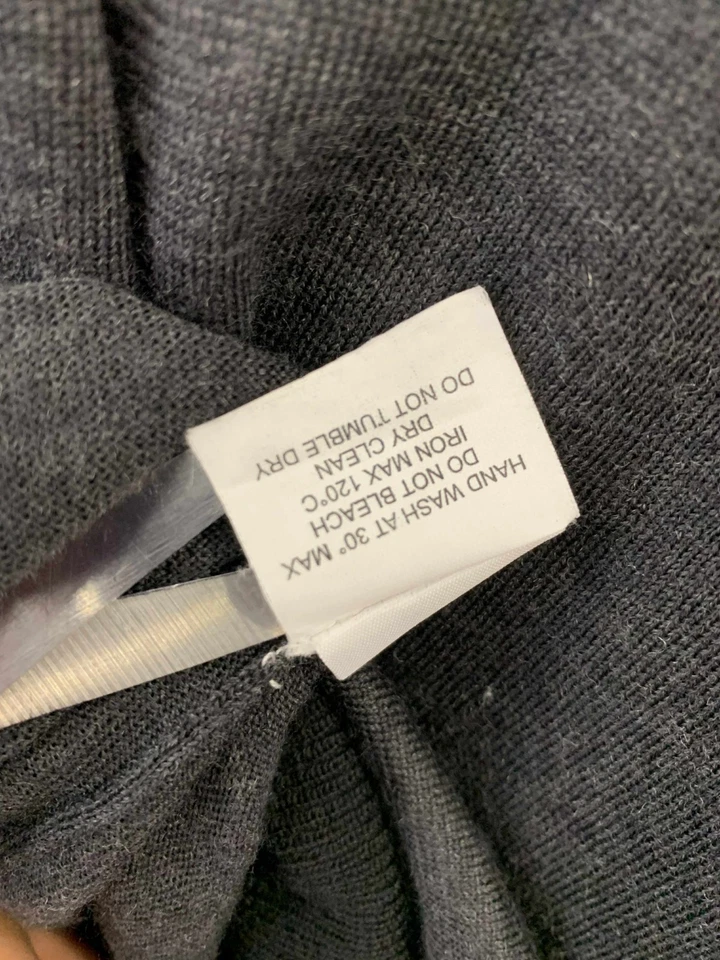 HAND WASH AT 30° MAX
DO NOT BLEACH
IRON MAX 120°C
DRY CLEAN
DO NOT TUMBLE DRY